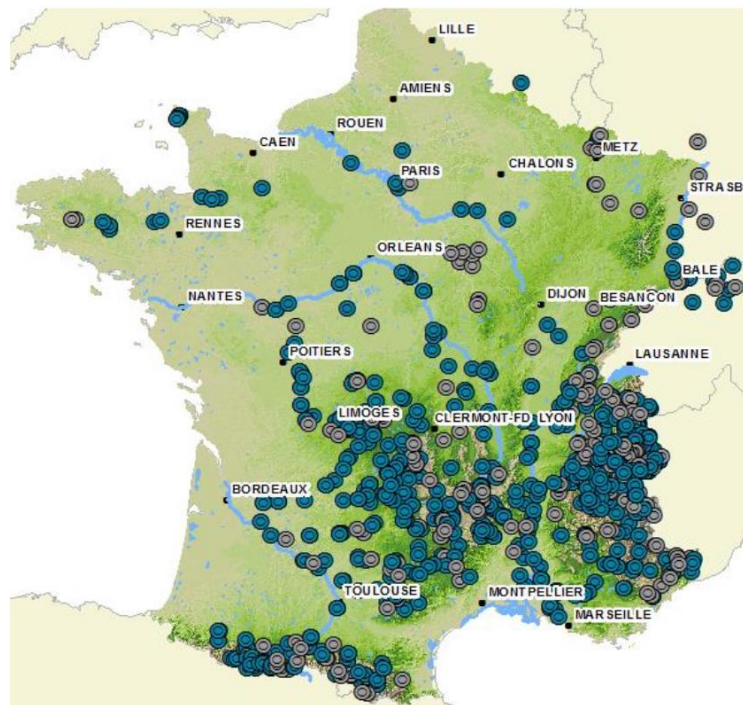 LILLE
AMIENS
ROUEN
CAEN
METZ
PARIS
CHALONS
STRASB
RENNES
ORLEANS
BALE
NANTES
DIJON
BESANCON
POITIERS
LAUSANNE
LIMOGES
CLERMONT-FD
LYON
BORDEAUX
TOULOUSE
MONTPELLIER
MARSEILLE